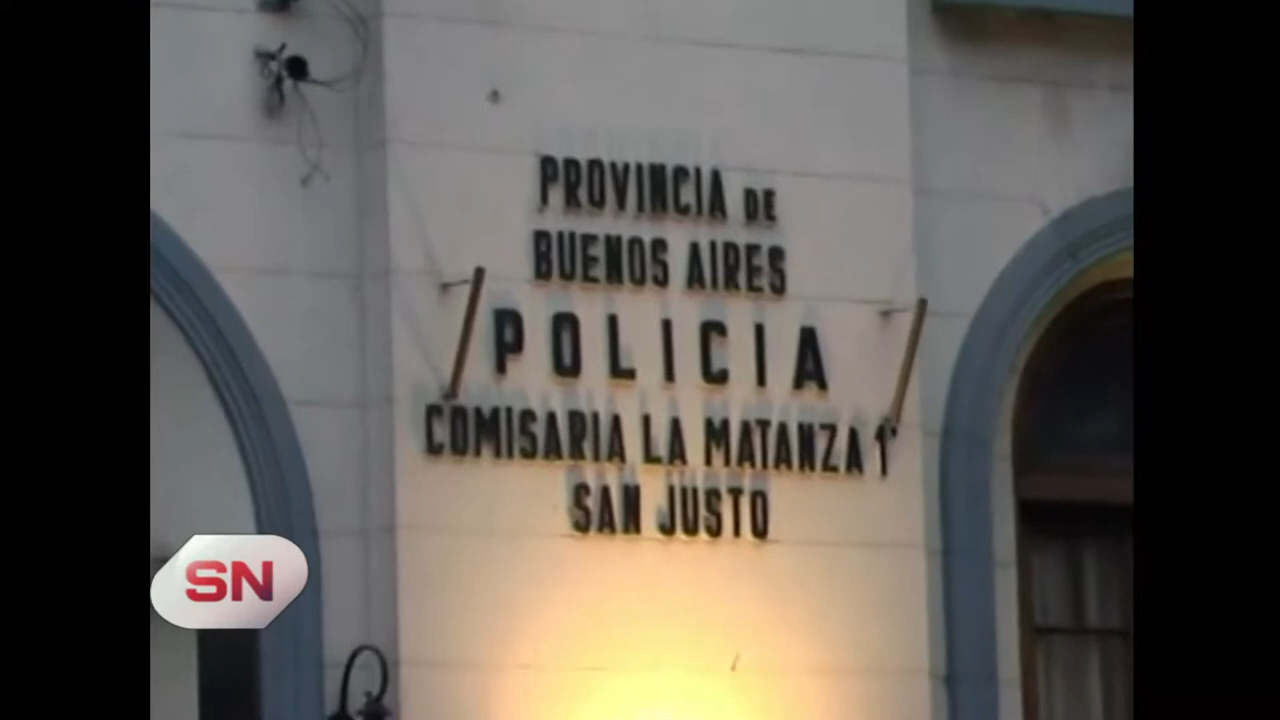 PROVINCIA DE
BUENOS AIRES
POLICIA
COMISARIA LA MATANZA 1ª
SAN JUSTO
SN